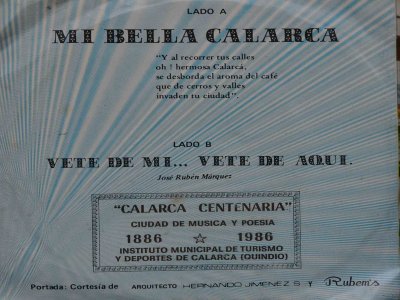 LADO A
MI BELLA CALARCA
"Y al recorrer tus calles
oh ! hermosa Calarcá,
se desborda el aroma del café
que de cerros y valles
invaden tu ciudad".
LADO B
VETE DE MI... VETE DE AQUI.
José Rubén Márquez
"CALARCA CENTENARIA"
CIUDAD DE MUSICA Y POESIA
1886 ☆ 1986
INSTITUTO MUNICIPAL DE TURISMO
Y DEPORTES DE CALARCA (QUINDIO)
Portada: Cortesía de ARQUITECTO HERNANDO JIMENEZ S y Rubem's